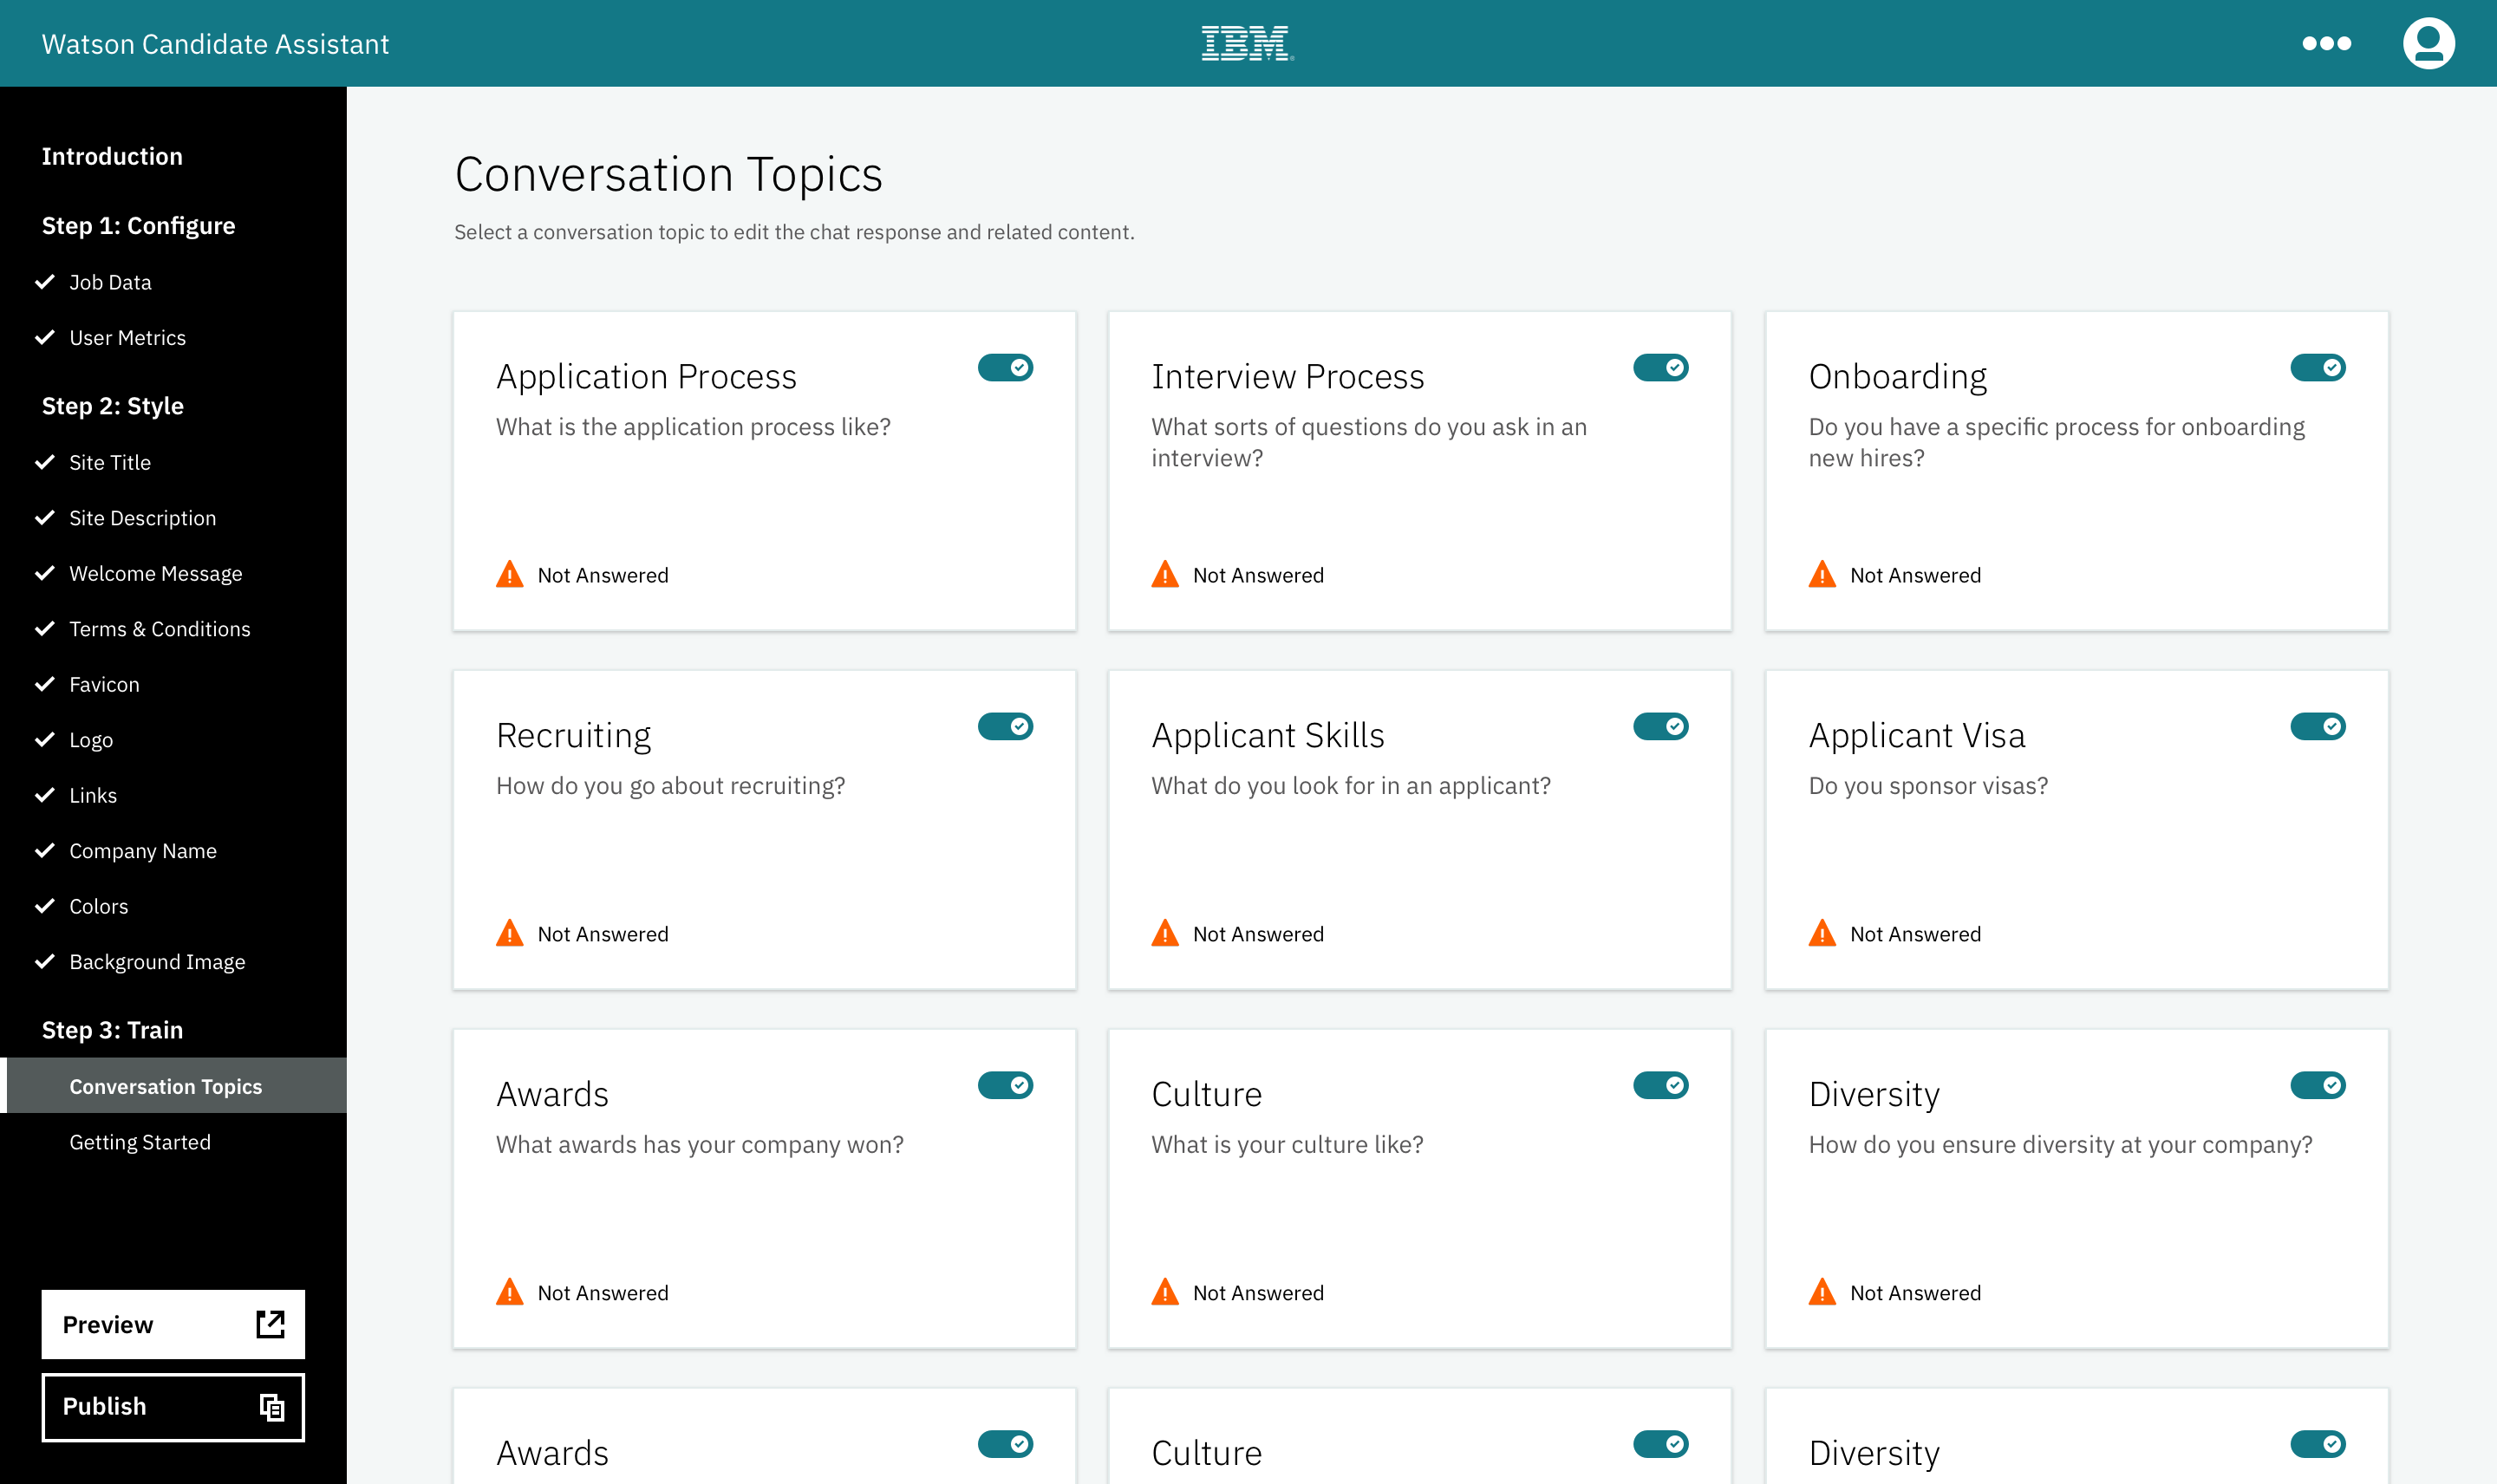 Watson Candidate Assistant
IBM
Introduction
Step 1: Configure
Job Data
User Metrics
Step 2: Style
Site Title
Site Description
Welcome Message
Terms & Conditions
Favicon
Logo
Links
Company Name
Colors
Background Image
Step 3: Train
Conversation Topics
Getting Started
Preview
Publish
Conversation Topics
Select a conversation topic to edit the chat response and related content.
Application Process
What is the application process like?
Not Answered
Interview Process
What sorts of questions do you ask in an
interview?
Not Answered
Onboarding
Do you have a specific process for onboarding
new hires?
Not Answered
Recruiting
How do you go about recruiting?
Not Answered
Applicant Skills
What do you look for in an applicant?
Not Answered
Applicant Visa
Do you sponsor visas?
Not Answered
Awards
What awards has your company won?
Not Answered
Culture
What is your culture like?
Not Answered
Diversity
How do you ensure diversity at your company?
Not Answered
Awards
Culture
Diversity